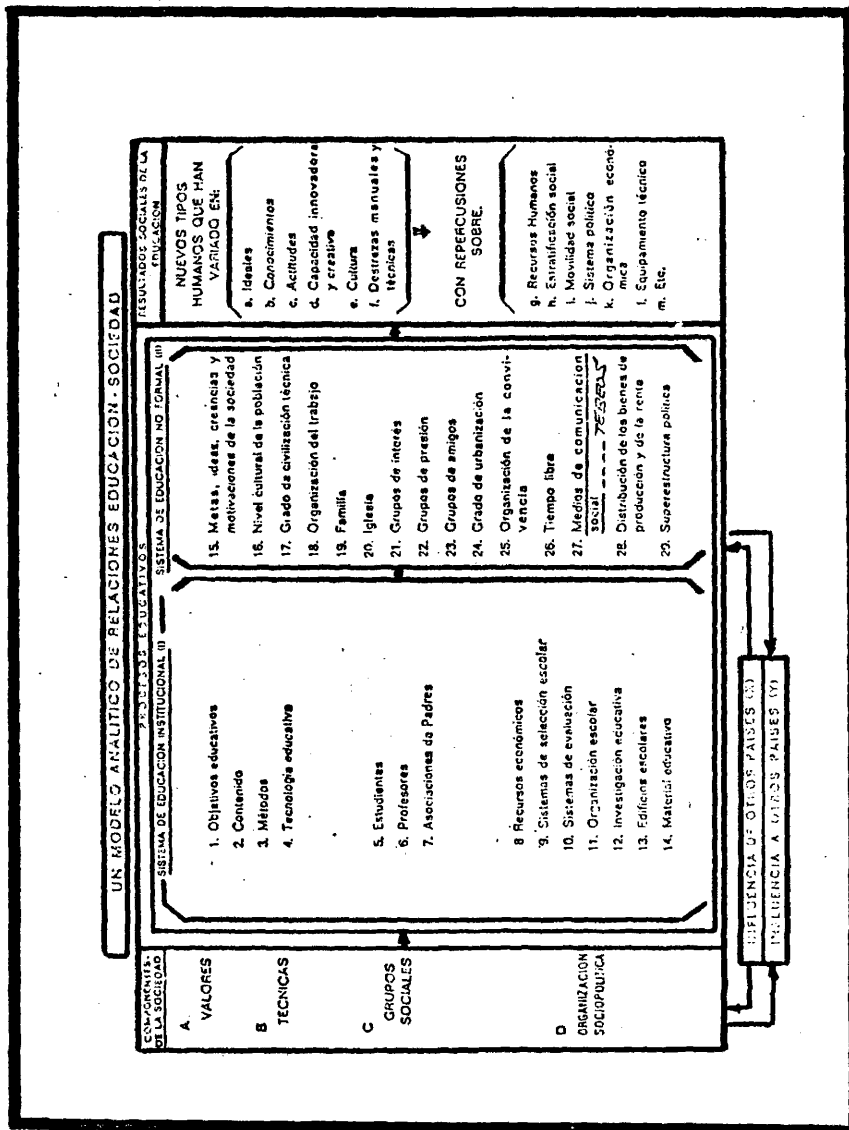 UN MODELO ANALITICO DE RELACIONES EDUCACION - SOCIEDAD
COMPONENTES
DE LA SOCIEDAD
A
VALORES
B
TECNICAS
C
GRUPOS
SOCIALES
D
ORGANIZACION
SOCIOPOLITICA
PROCESOS EDUCATIVOS
SISTEMA DE EDUCACION INSTITUCIONAL (I)
1. Objetivos educativos
2. Contenido
3. Métodos
4. Tecnología educativa
5. Estudiantes
6. Profesores
7. Asociaciones de Padres
8 Recursos económicos
9. Sistemas de selección escolar
10. Sistemas de evaluación
11. Organización escolar
12. Investigación educativa
13. Edificios escolares
14. Material educativo
SISTEMA DE EDUCACION NO FORMAL (II)
15. Metas, ideas, creencias y
motivaciones de la sociedad
16. Nivel cultural de la población
17. Grado de civilización técnica
18. Organización del trabajo
19. Familia
20. Iglesia
21. Grupos de interés
22. Grupos de presión
23. Grupos de amigos
24. Grado de urbanización
25. Organización de la convi-
vencia
26. Tiempo libre
27. Medios de comunicacion
social ----- TEBEOS
28. Distribución de los bienes de
producción y de la renta
29. Superestructura política
RESULTADOS SOCIALES DE LA
EDUCACION
NUEVOS TIPOS
HUMANOS QUE HAN
VARIADO EN:
a. Ideales
b. Conocimientos
c. Actitudes
d. Capacidad innovadora
y creativa
e. Cultura
f. Destrezas manuales y
técnicas
CON REPERCUSIONES
SOBRE.
g. Recursos Humanos
h. Estratificación social
i. Movilidad social
j. Sistema político
k. Organización econó-
mica
l. Equipamiento técnico
m. Etc.
INFLUENCIA DE OTROS PAISES (X)
INFLUENCIA A OTROS PAISES (Y)